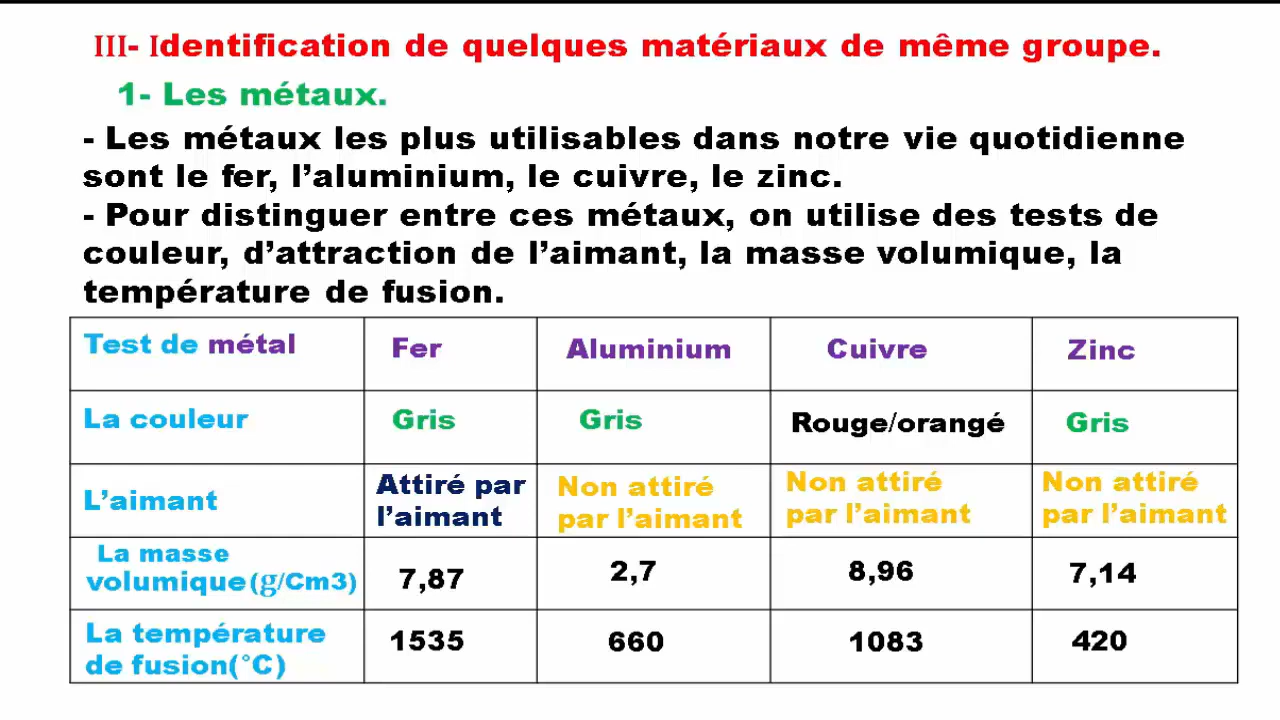 III- Identification de quelques matériaux de même groupe.
1- Les métaux.
- Les métaux les plus utilisables dans notre vie quotidienne
sont le fer, l’aluminium, le cuivre, le zinc.
- Pour distinguer entre ces métaux, on utilise des tests de
couleur, d’attraction de l’aimant, la masse volumique, la
température de fusion.
Test de métal Fer Aluminium Cuivre Zinc
La couleur Gris Gris Rouge/orangé Gris
L’aimant Attiré par l’aimant Non attiré par l’aimant Non attiré par l’aimant Non attiré par l’aimant
La masse volumique(g/Cm3) 7,87 2,7 8,96 7,14
La température de fusion(°C) 1535 660 1083 420